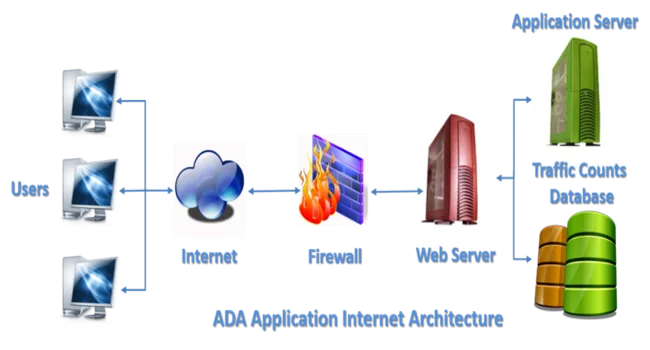 Application Server
Users
Internet
Firewall
Web Server
Traffic Counts
Database
ADA Application Internet Architecture